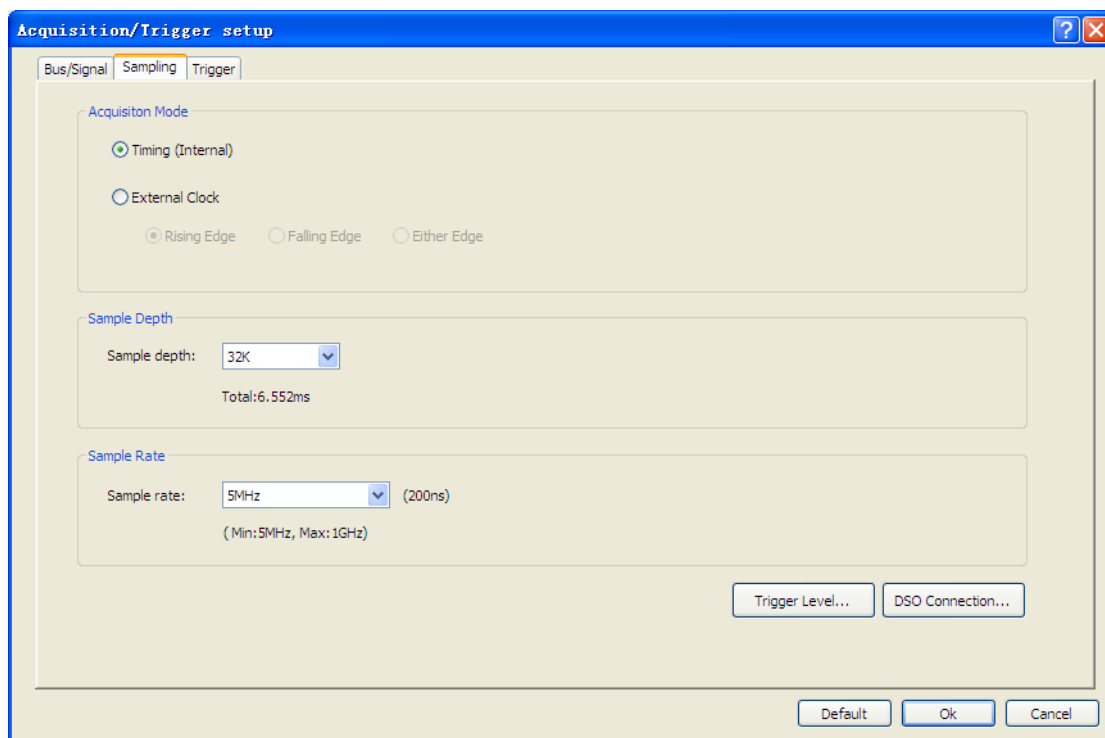 Acquisition/Trigger setup
Bus/Signal Sampling Trigger
Acquisiton Mode
Timing (Internal)
External Clock
Rising Edge Falling Edge Either Edge
Sample Depth
Sample depth: 32K
Total:6.552ms
Sample Rate
Sample rate: 5MHz (200ns)
( Min:5MHz, Max:1GHz)
Trigger Level... DSO Connection...
Default Ok Cancel